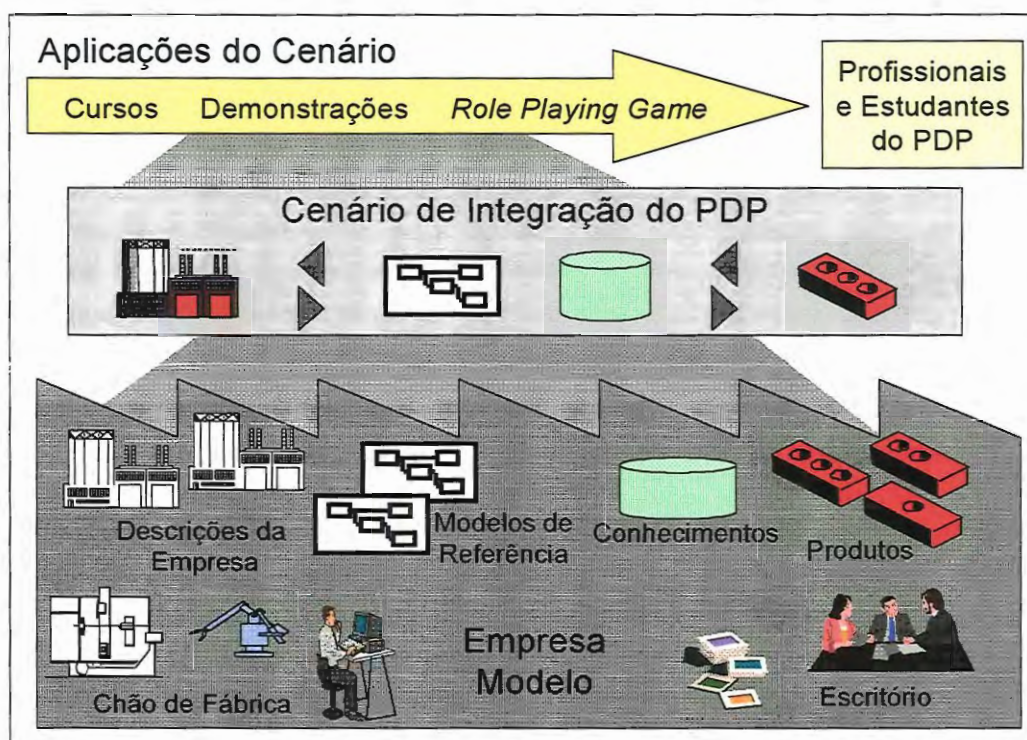 Aplicações do Cenário
Cursos Demonstrações Role Playing Game
Profissionais
e Estudantes
do PDP
Cenário de Integração do PDP
Descrições da
Empresa
Modelos de
Referência
Conhecimentos
Produtos
Chão de Fábrica
Empresa
Modelo
Escritório